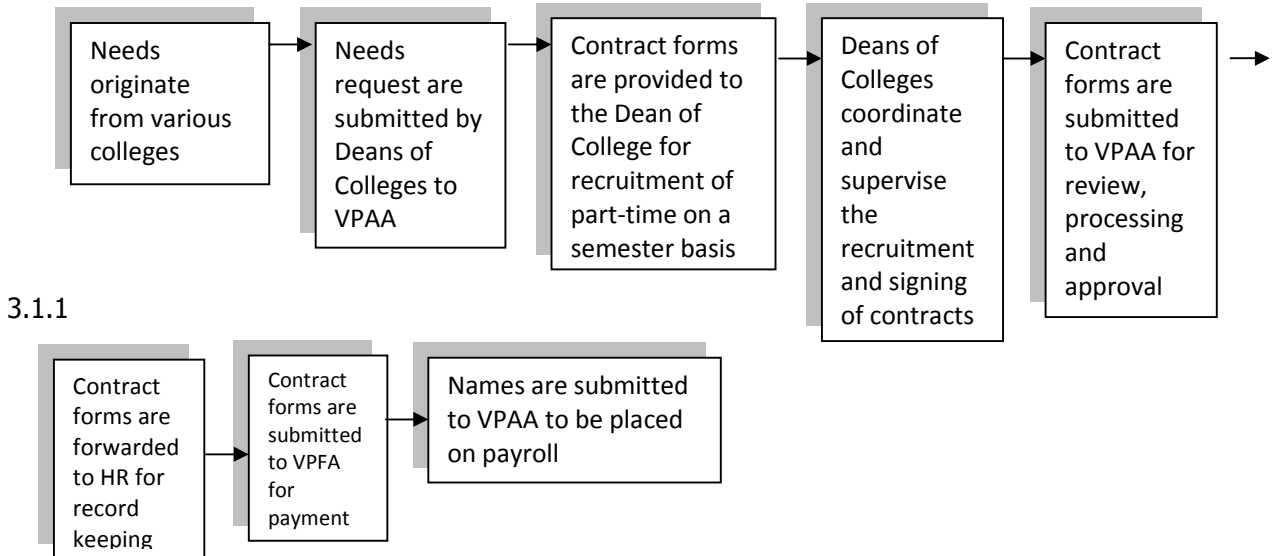 Needs
originate
from various
colleges
Needs
request are
submitted by
Deans of
Colleges to
VPAA
Contract forms
are provided to
the Dean of
College for
recruitment of
part-time on a
semester basis
Deans of
Colleges
coordinate
and
supervise
the
recruitment
and signing
of contracts
Contract
forms are
submitted
to VPAA for
review,
processing
and
approval
3.1.1
Contract
forms are
forwarded
to HR for
record
keeping
Contract
forms are
submitted
to VPFA
for
payment
Names are submitted
to VPAA to be placed
on payroll